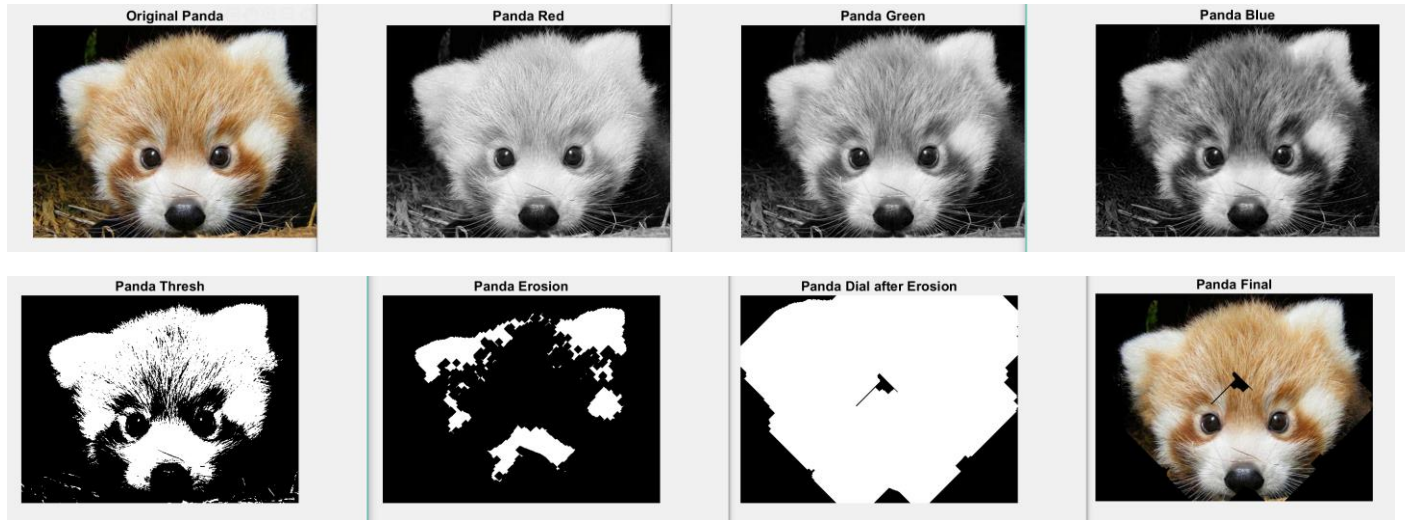 Original Panda
Panda Red
Panda Green
Panda Blue
Panda Thresh
Panda Erosion
Panda Dial after Erosion
Panda Final